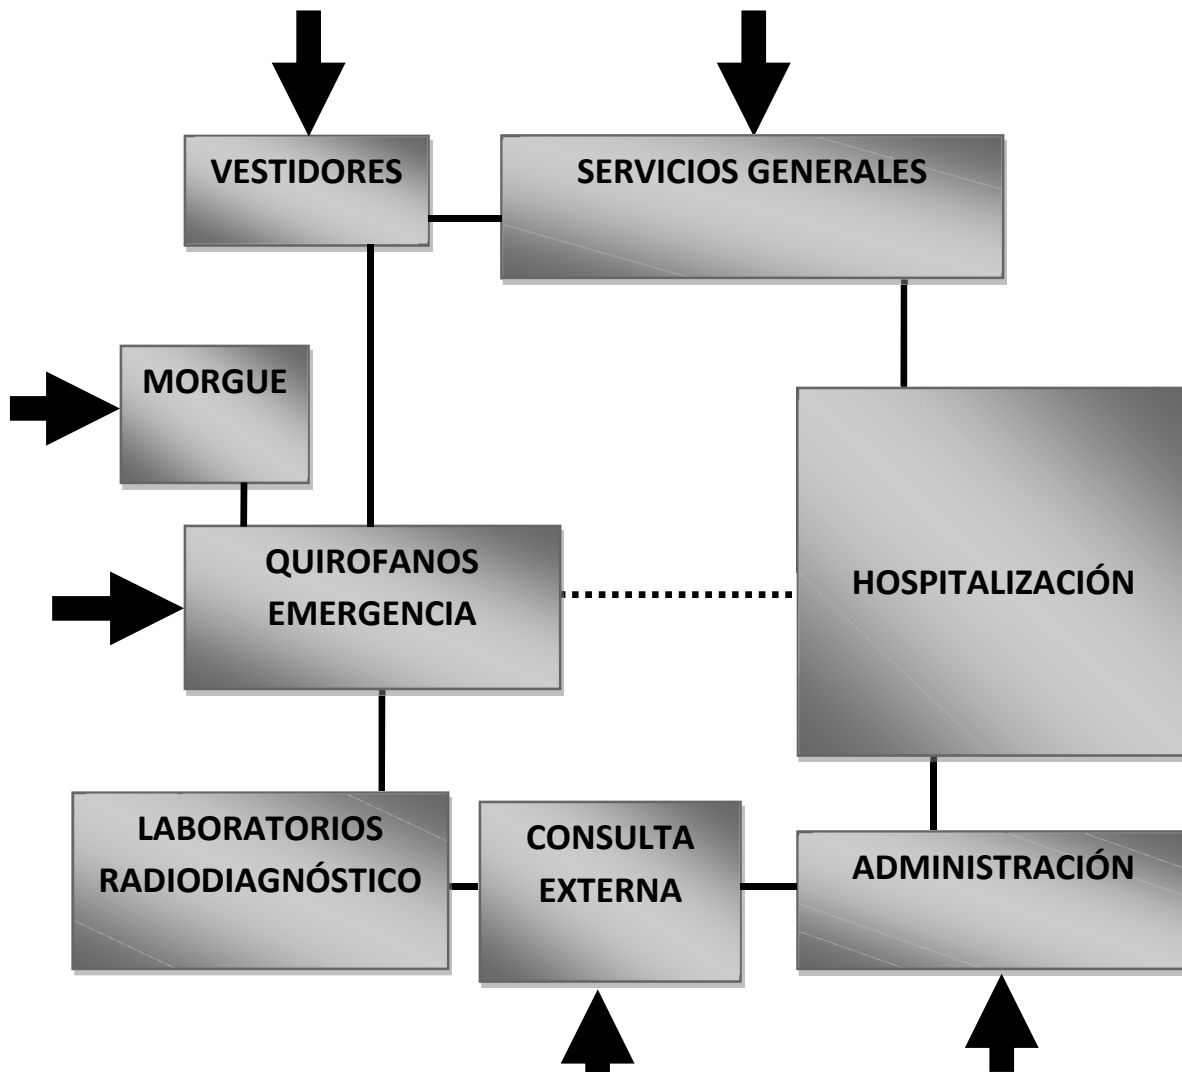 VESTIDORES
SERVICIOS GENERALES
MORGUE
QUIROFANOS
EMERGENCIA
HOSPITALIZACIÓN
LABORATORIOS
RADIODIAGNÓSTICO
CONSULTA
EXTERNA
ADMINISTRACIÓN